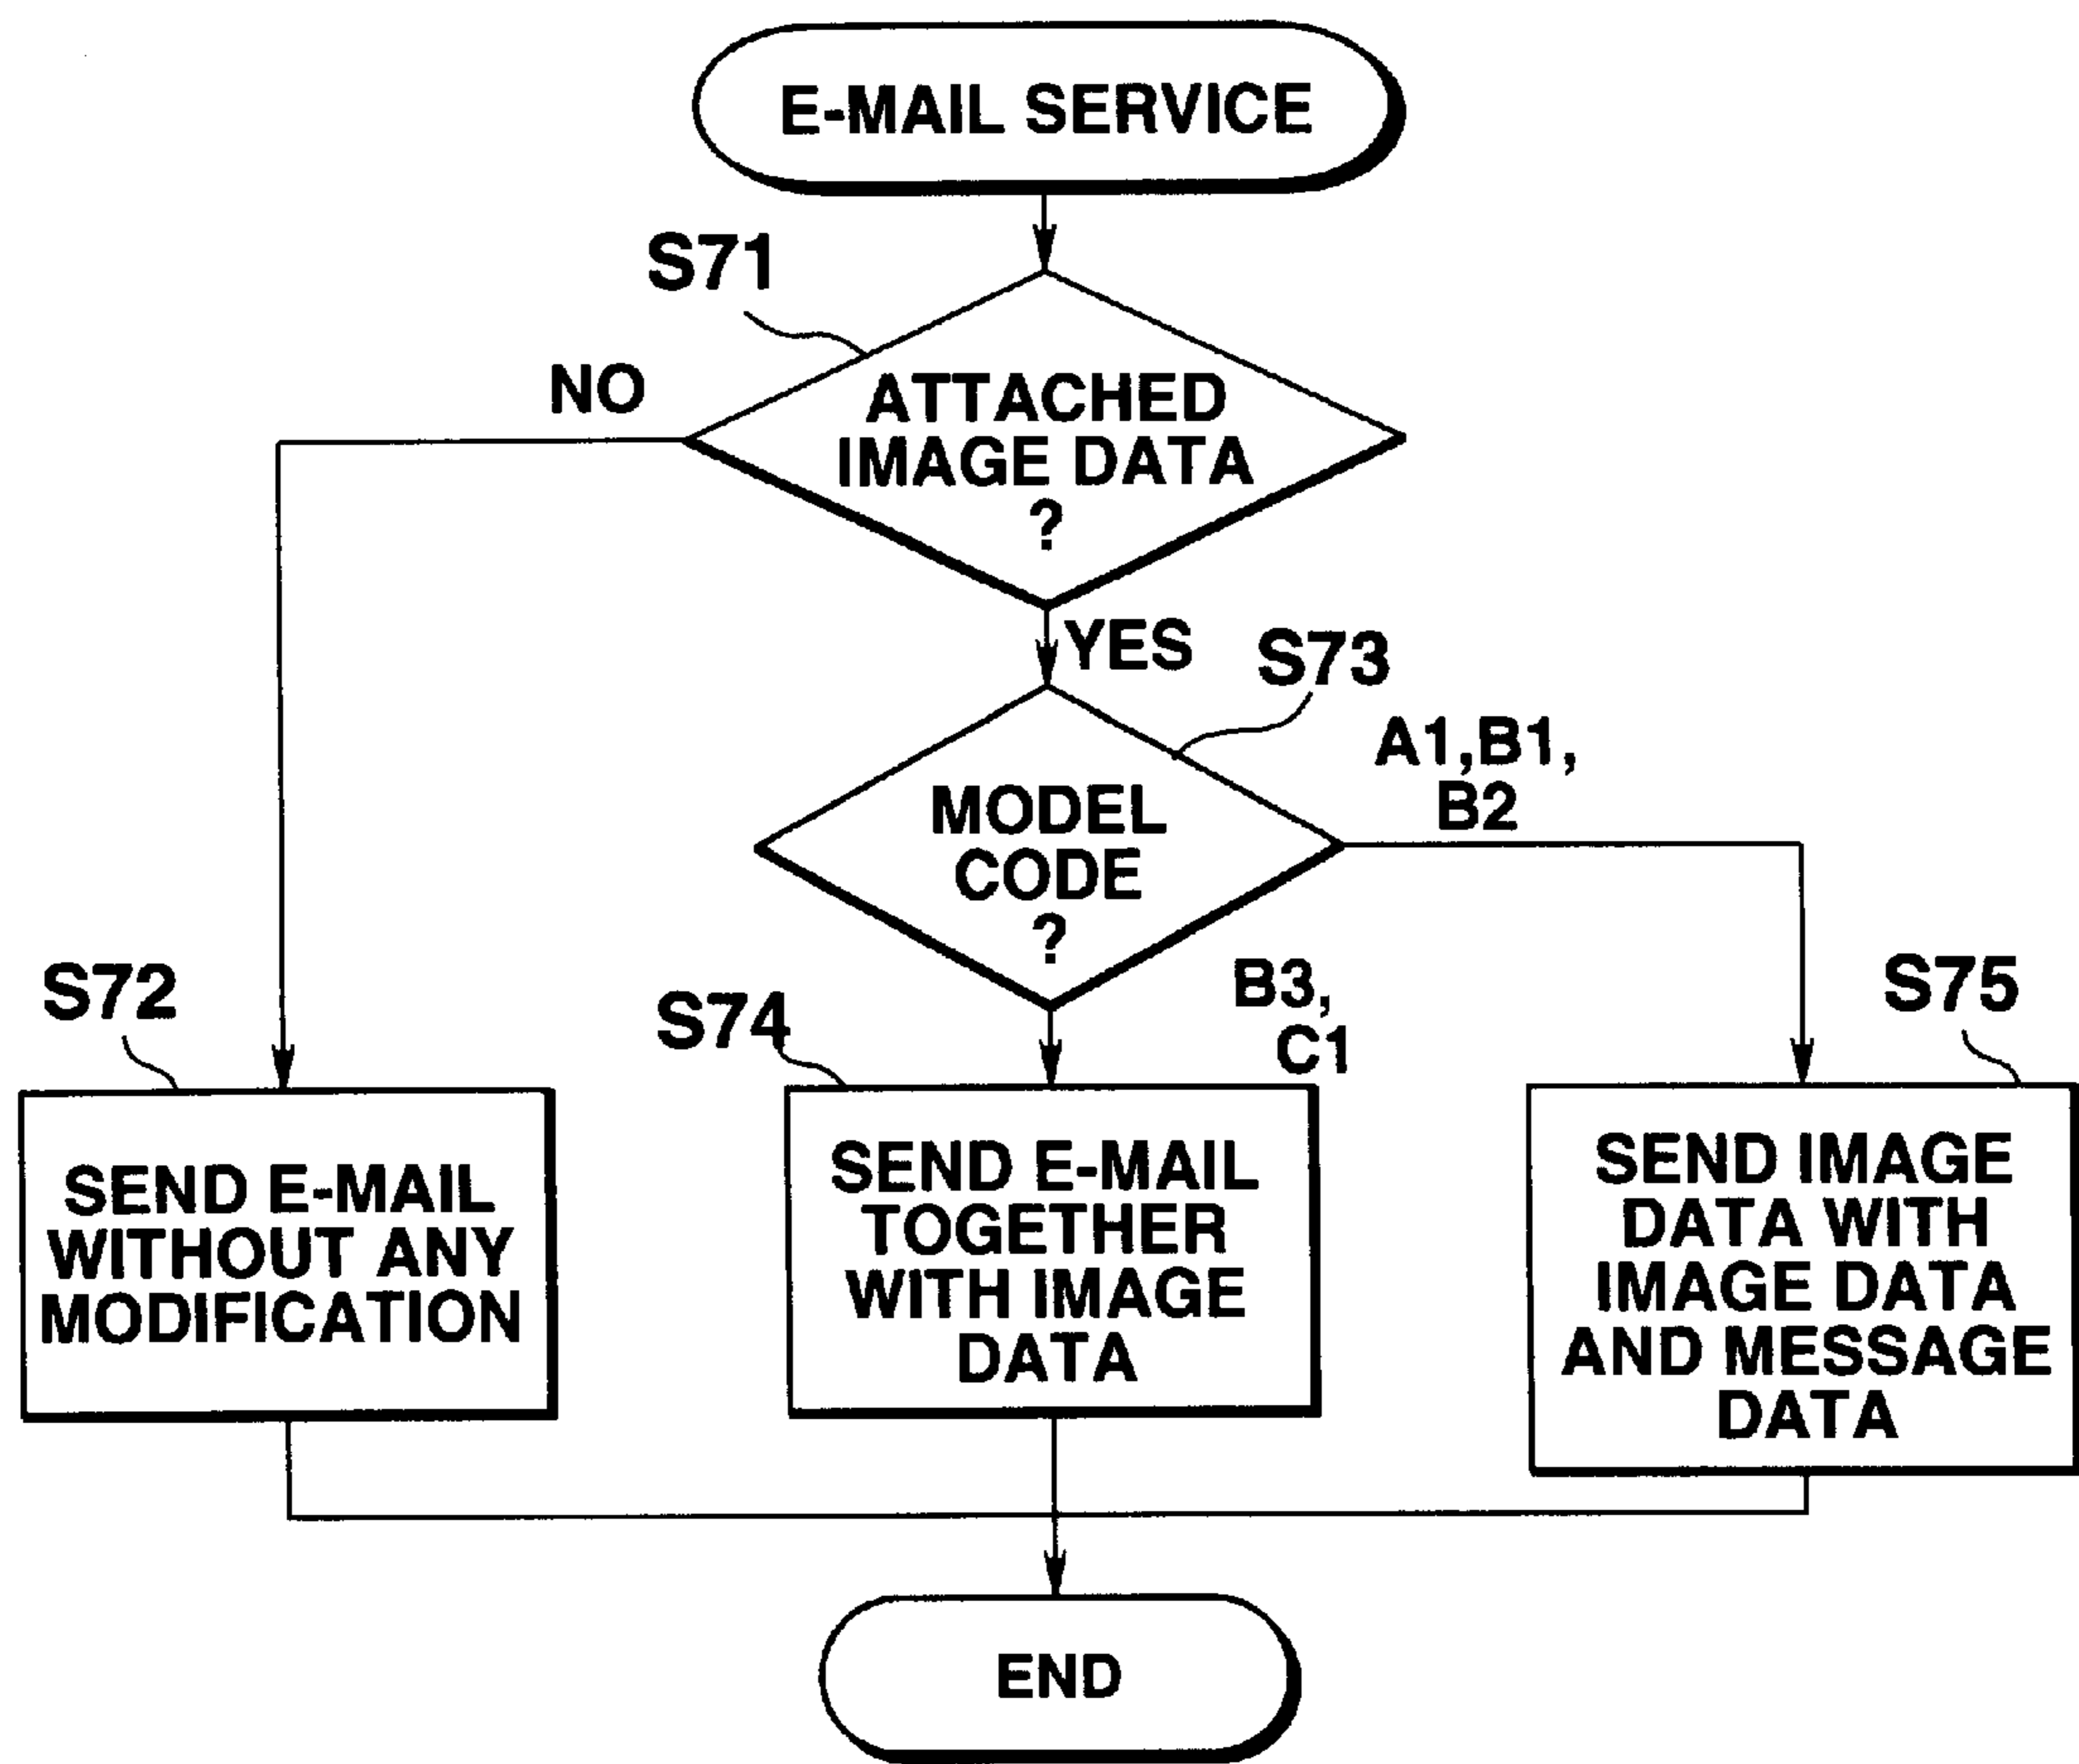 E-MAIL SERVICE
S71
NO
ATTACHED
IMAGE DATA
?
YES
S73
A1,B1,
B2
MODEL
CODE
?
B3,
C1
S72
S74
S75
SEND E-MAIL
WITHOUT ANY
MODIFICATION
SEND E-MAIL
TOGETHER
WITH IMAGE
DATA
SEND IMAGE
DATA WITH
IMAGE DATA
AND MESSAGE
DATA
END